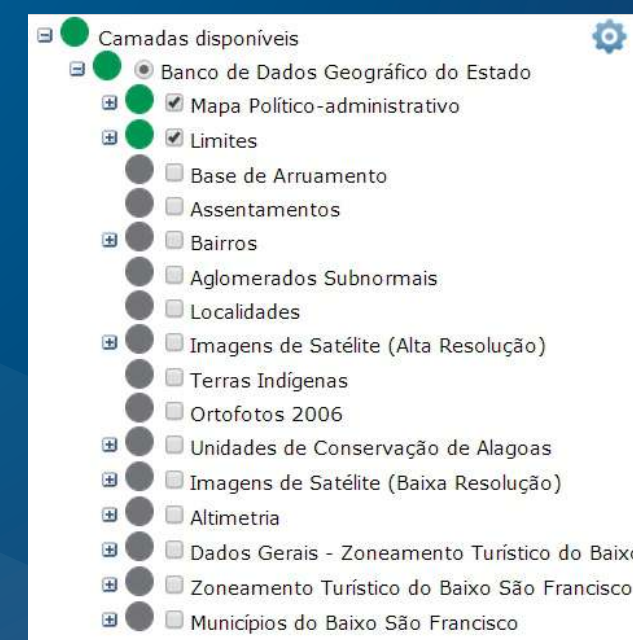 Camadas disponíveis
Banco de Dados Geográfico do Estado
Mapa Político-administrativo
Limites
Base de Arruamento
Assentamentos
Bairros
Aglomerados Subnormais
Localidades
Imagens de Satélite (Alta Resolução)
Terras Indígenas
Ortofotos 2006
Unidades de Conservação de Alagoas
Imagens de Satélite (Baixa Resolução)
Altimetria
Dados Gerais - Zoneamento Turístico do Baixo
Zoneamento Turístico do Baixo São Francisco
Municípios do Baixo São Francisco